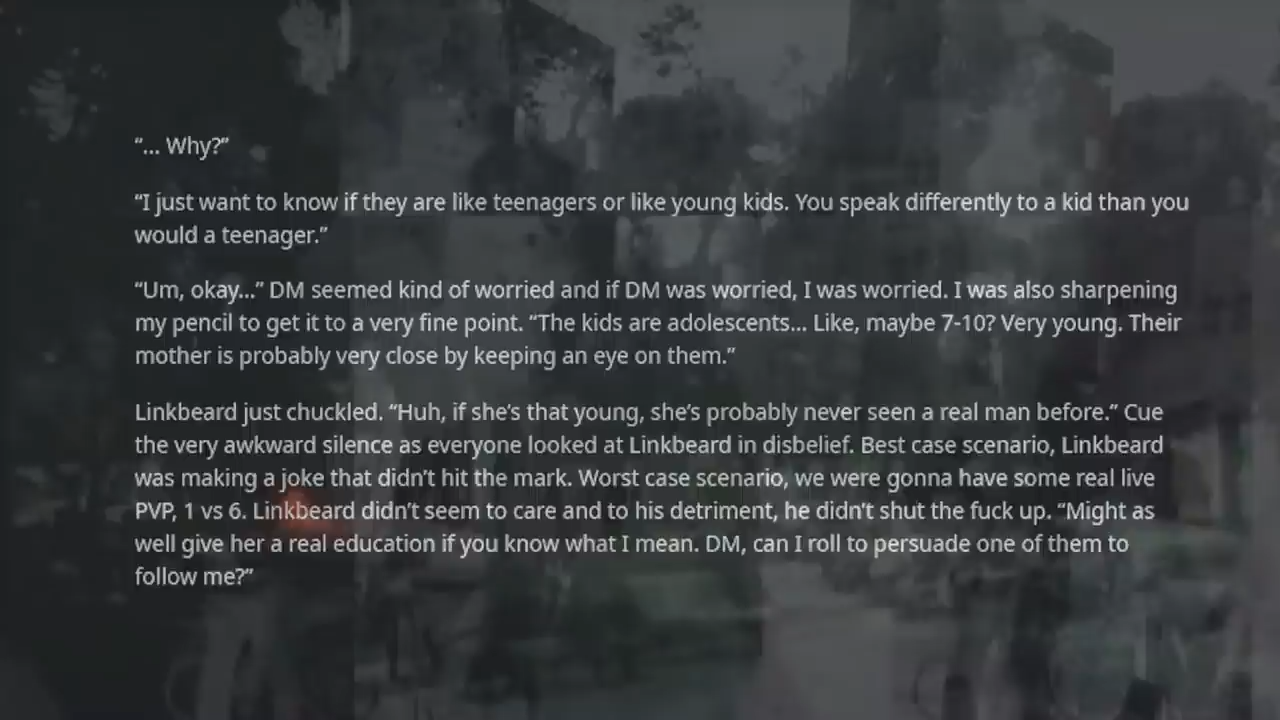 “... Why?”
“I just want to know if they are like teenagers or like young kids. You speak differently to a kid than you
would a teenager.”
“Um, okay...” DM seemed kind of worried and if DM was worried, I was worried. I was also sharpening
my pencil to get it to a very fine point. “The kids are adolescents... Like, maybe 7-10? Very young. Their
mother is probably very close by keeping an eye on them.”
Linkbeard just chuckled. “Huh, if she’s that young, she’s probably never seen a real man before.” Cue
the very awkward silence as everyone looked at Linkbeard in disbelief. Best case scenario, Linkbeard
was making a joke that didn’t hit the mark. Worst case scenario, we were gonna have some real live
PVP, 1 vs 6. Linkbeard didn’t seem to care and to his detriment, he didn’t shut the fuck up. “Might as
well give her a real education if you know what I mean. DM, can I roll to persuade one of them to
follow me?”